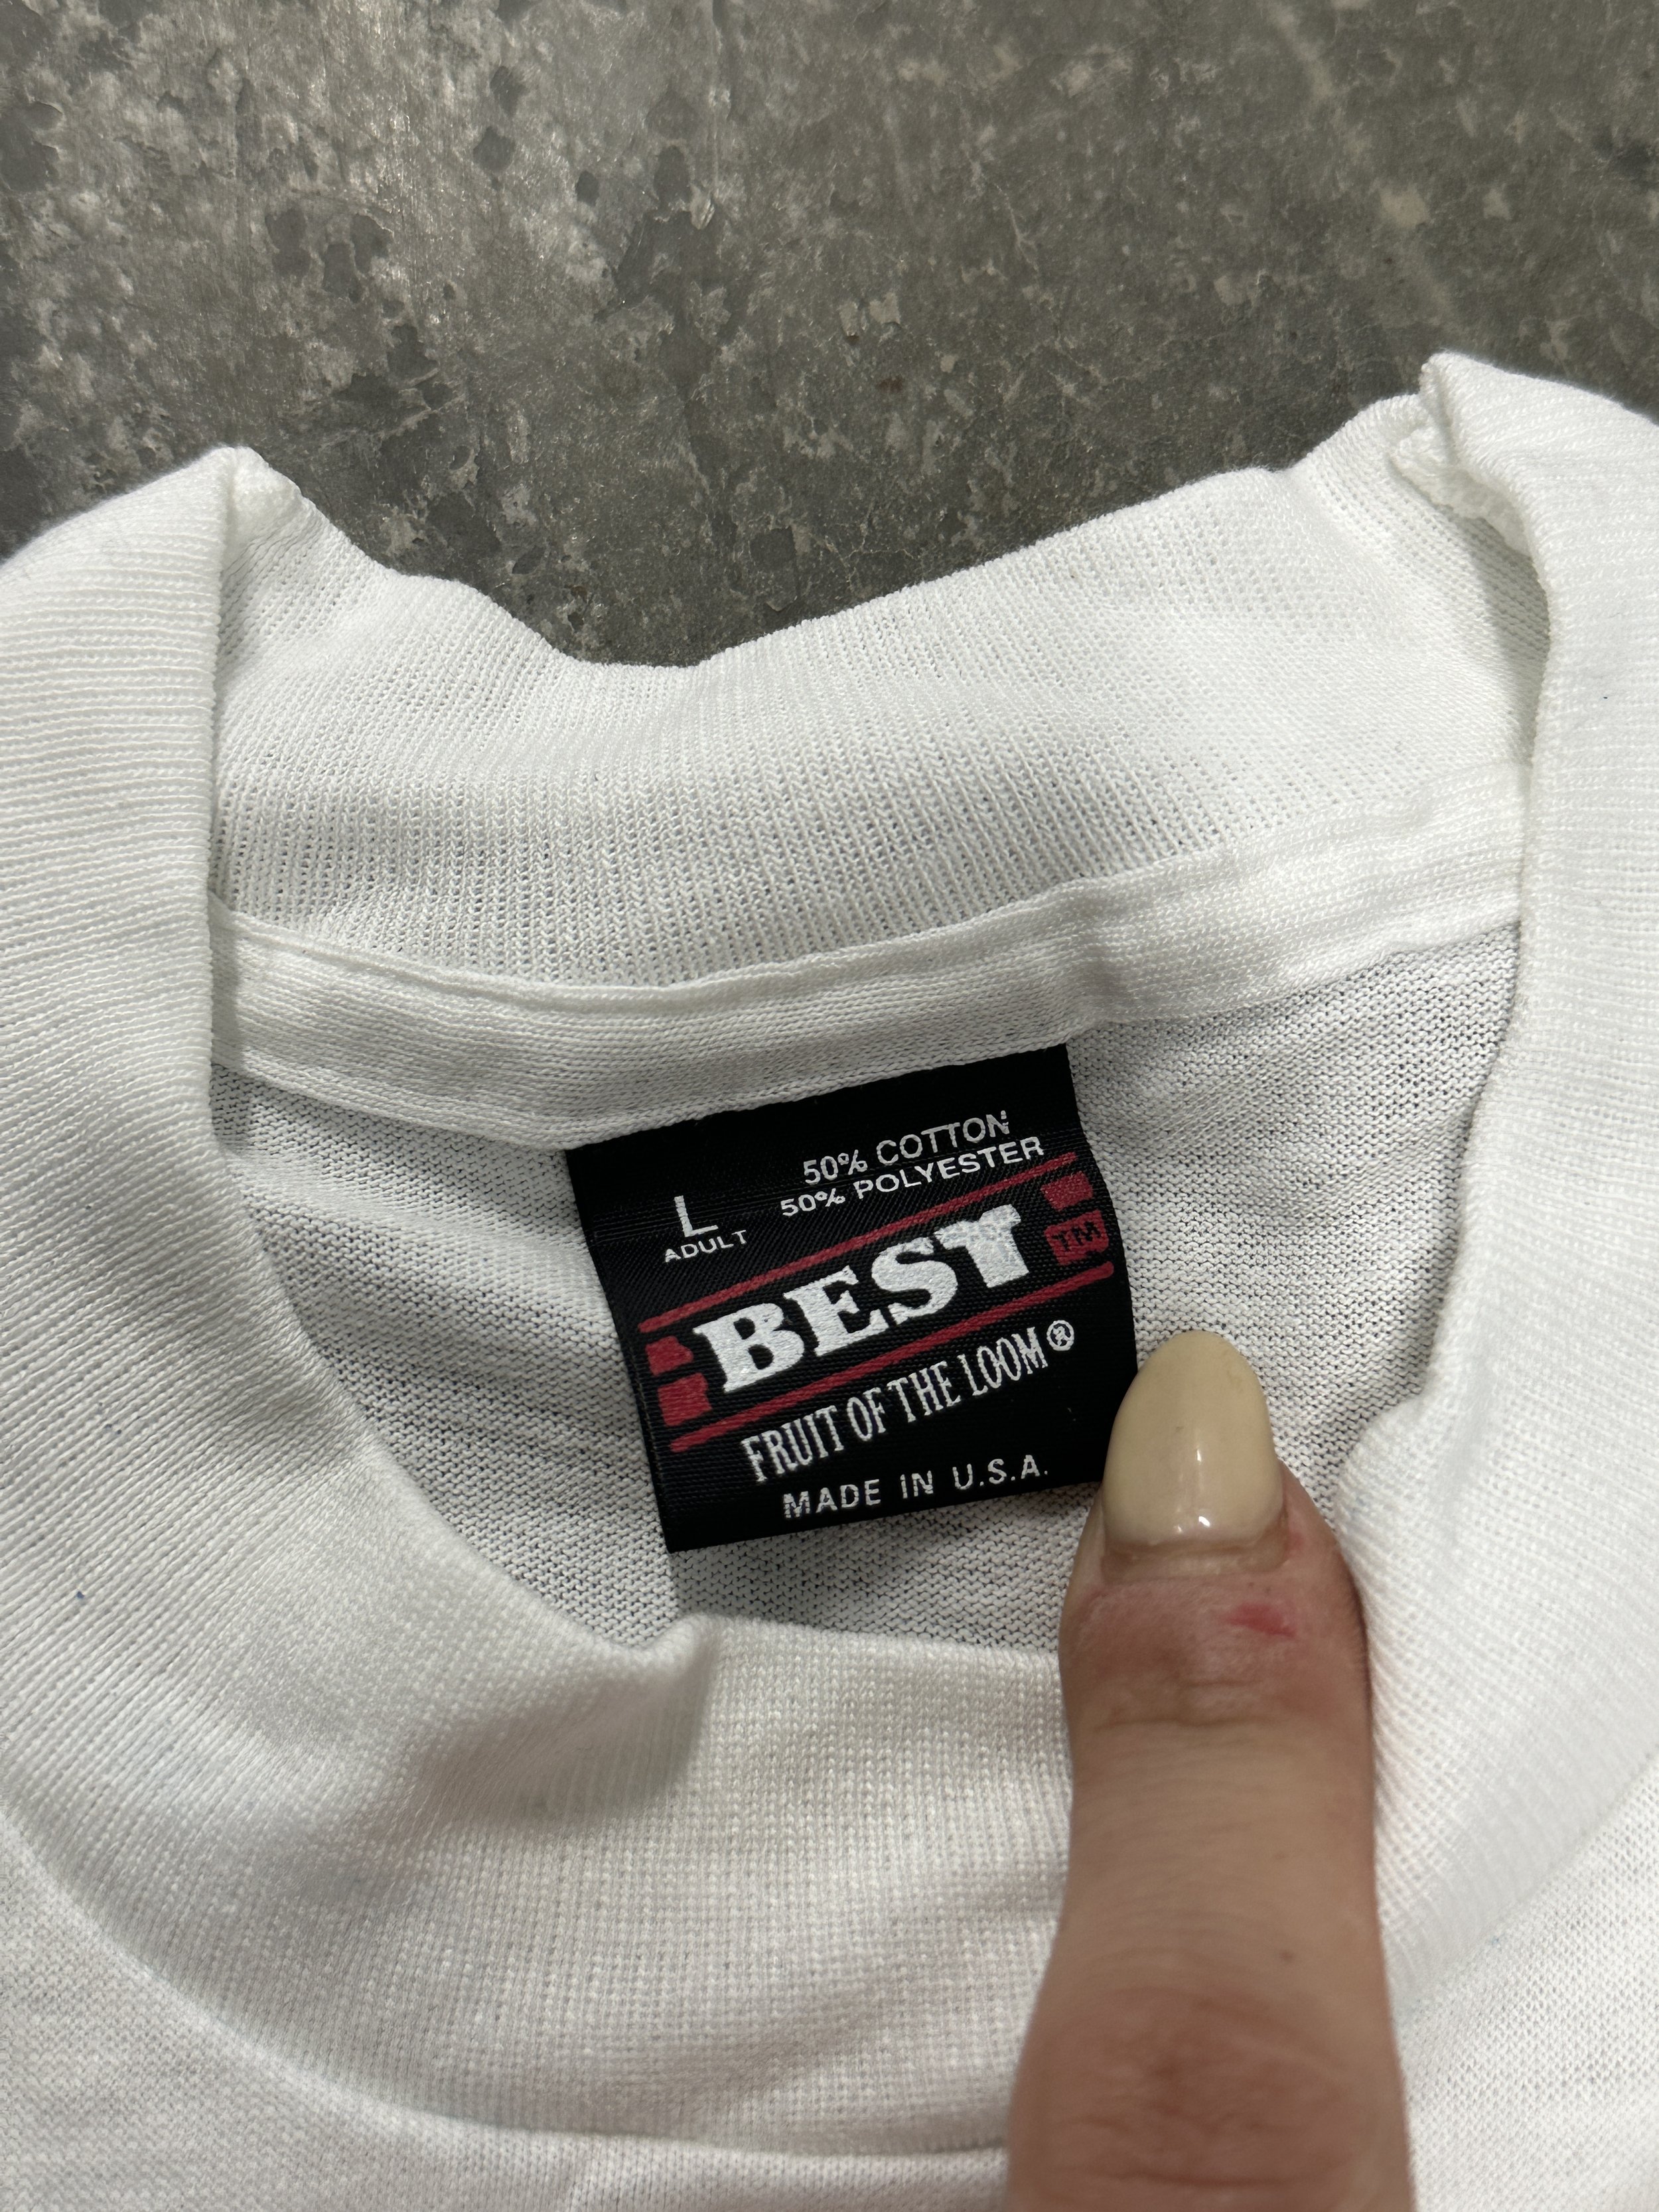 50% COTTON
50% POLYESTER
L
ADULT
BEST TM
FRUIT OF THE LOOM®
MADE IN U.S.A.